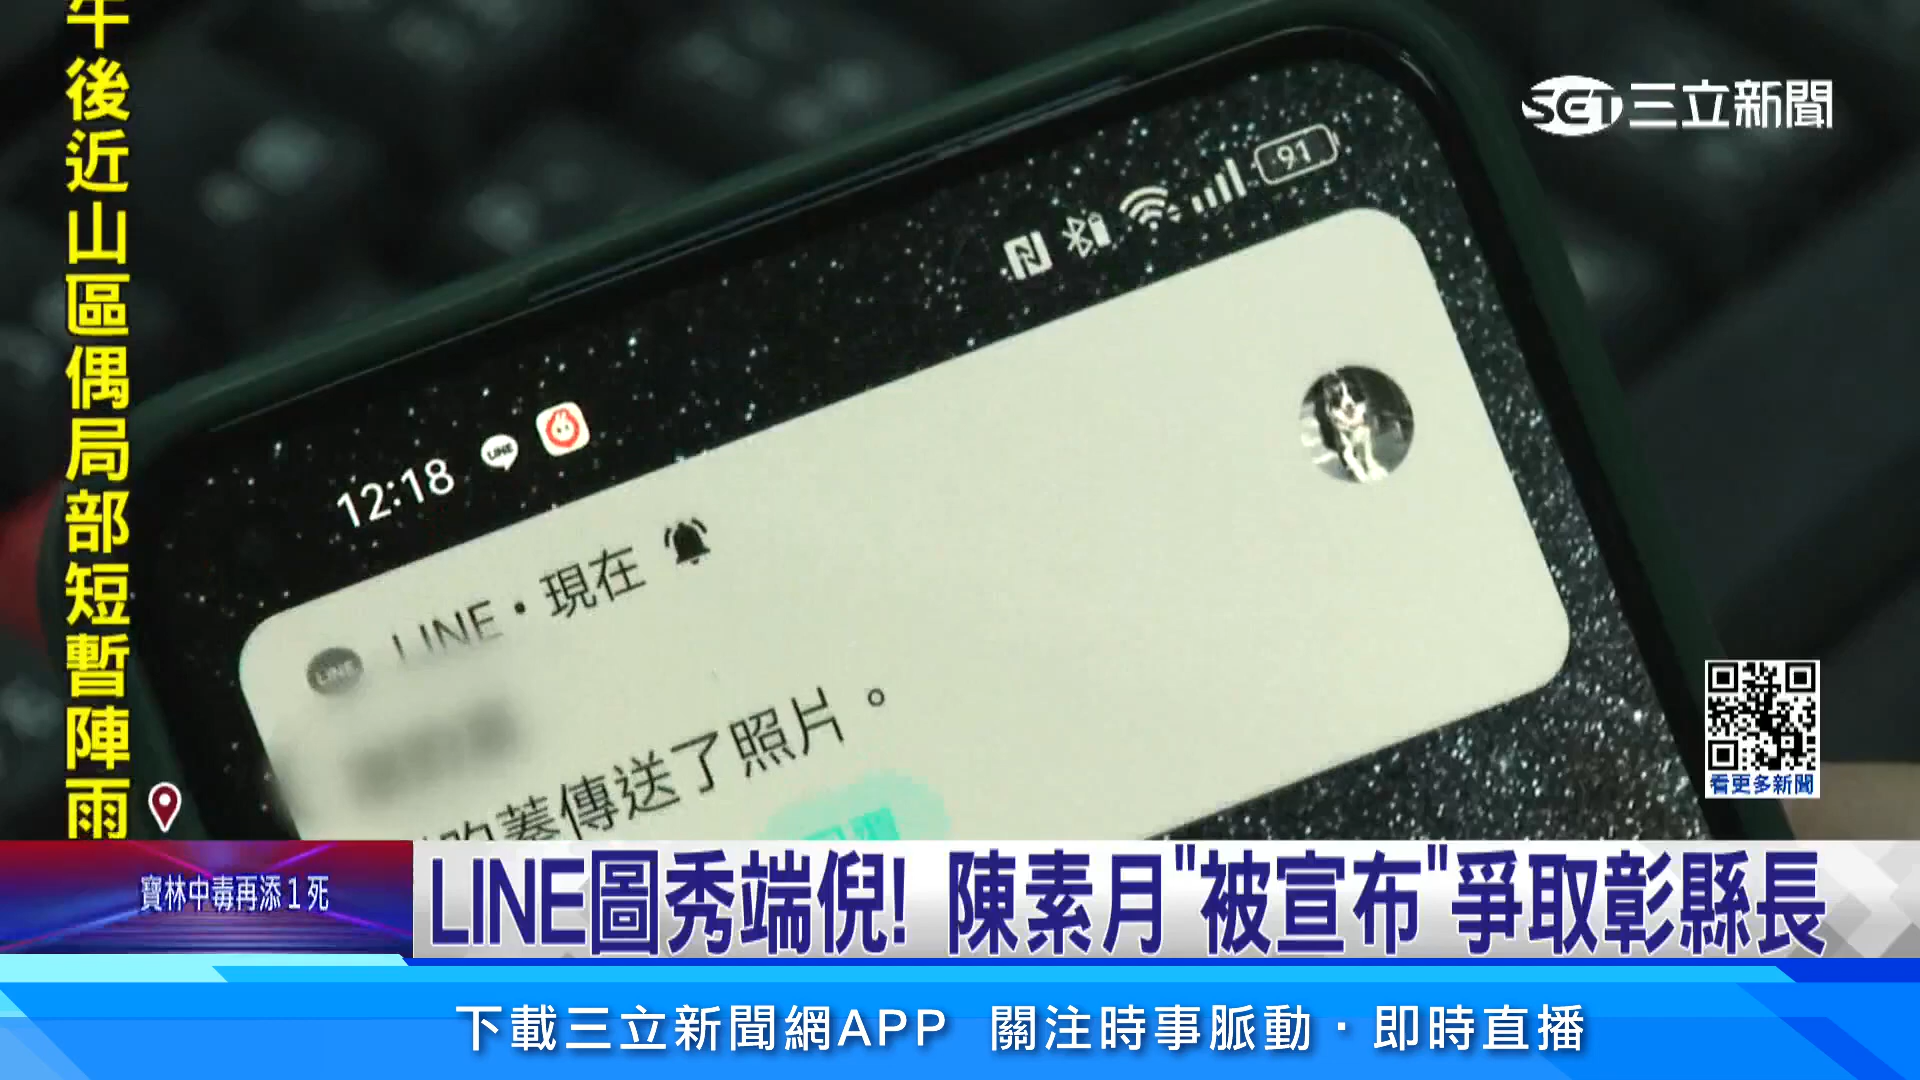 午後近山區偶局部短暫陣雨
SET三立新聞
91
12:18
LINE
LINE・現在
LINE
蓋傳送了照片。
看更多新聞
寶林中毒再添1死
LINE圖秀端倪! 陳素月"被宣布"爭取彰縣長
下載三立新聞網APP 關注時事脈動・即時直播